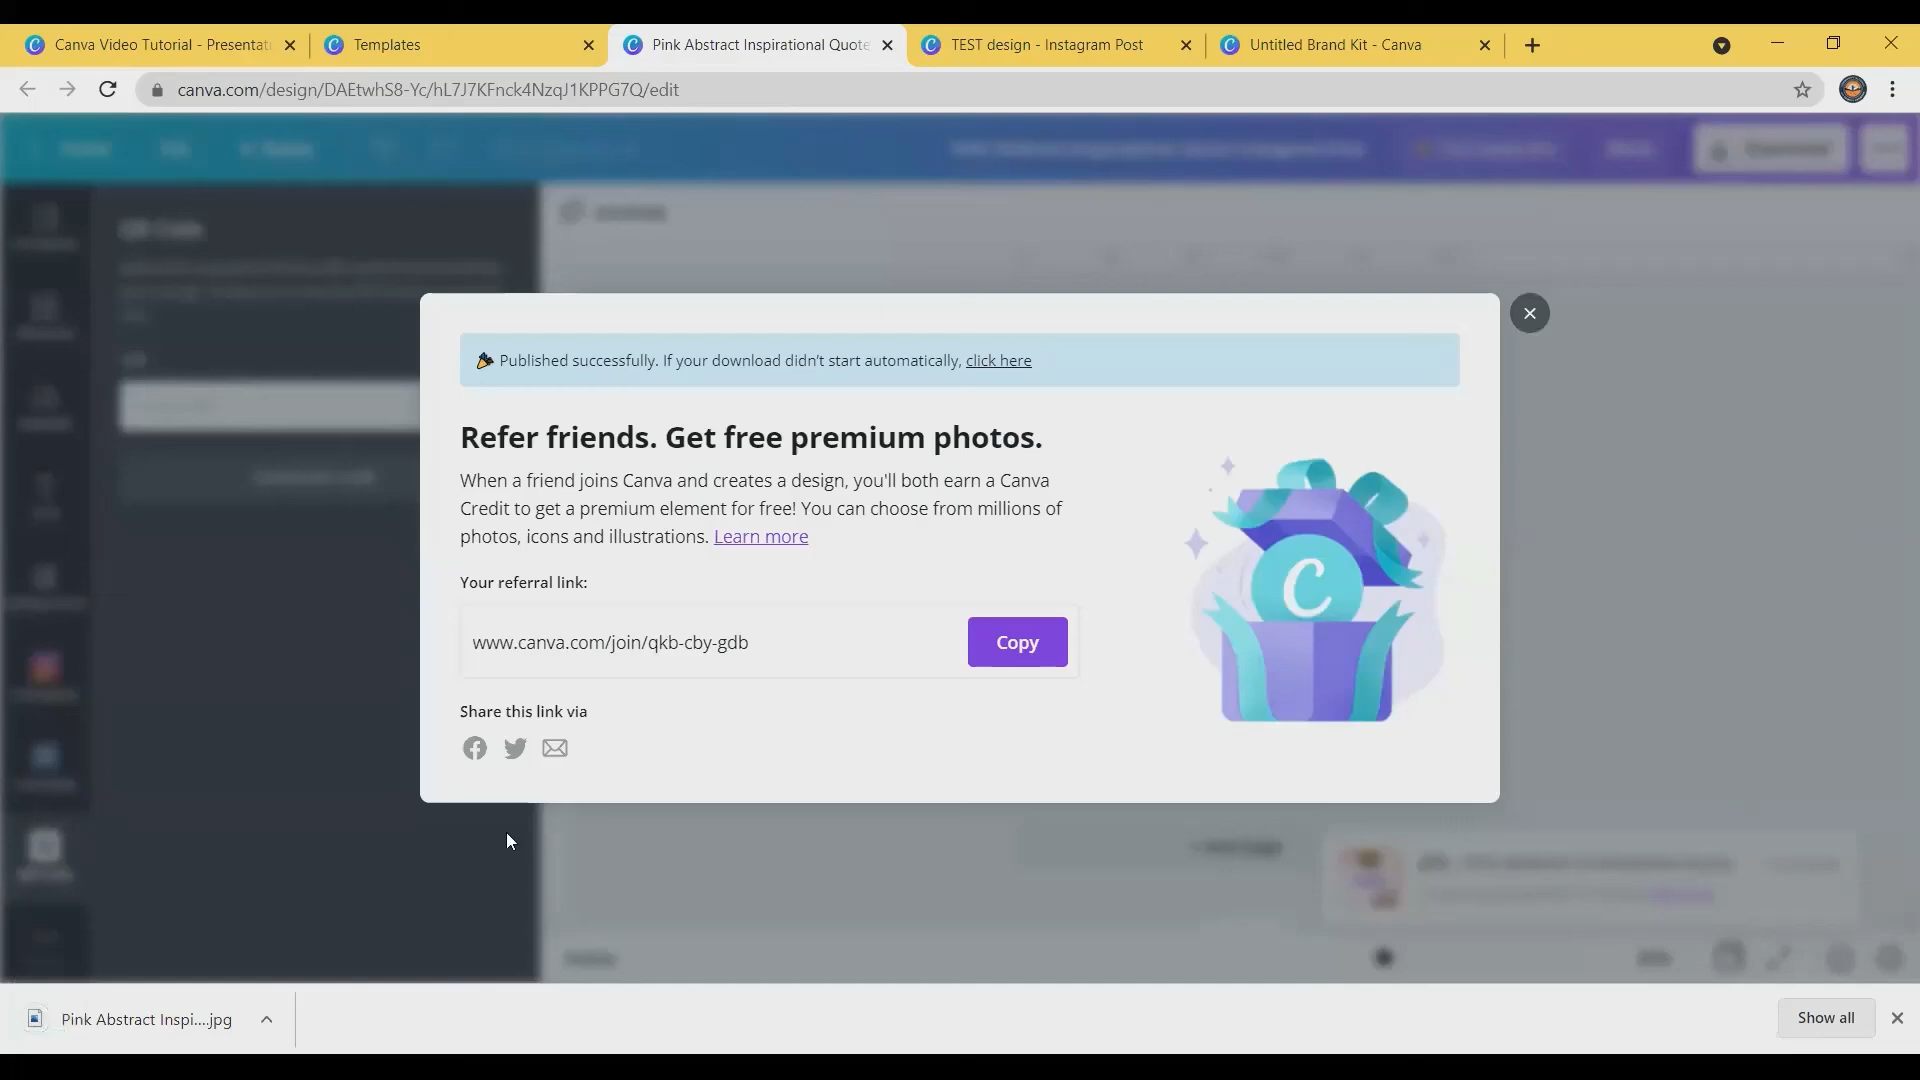 Canva Video Tutorial - Presentat
Templates
Pink Abstract Inspirational Quote
TEST design - Instagram Post
Untitled Brand Kit - Canva
canva.com/design/DAEtwhS8-Yc/hL7J7KFnck4NzqJ1KPPG7Q/edit
Published successfully. If your download didn’t start automatically, click here
Refer friends. Get free premium photos.
When a friend joins Canva and creates a design, you'll both earn a Canva
Credit to get a premium element for free! You can choose from millions of
photos, icons and illustrations. Learn more
Your referral link:
www.canva.com/join/qkb-cby-gdb
Copy
Share this link via
Pink Abstract Inspi....jpg
Show all